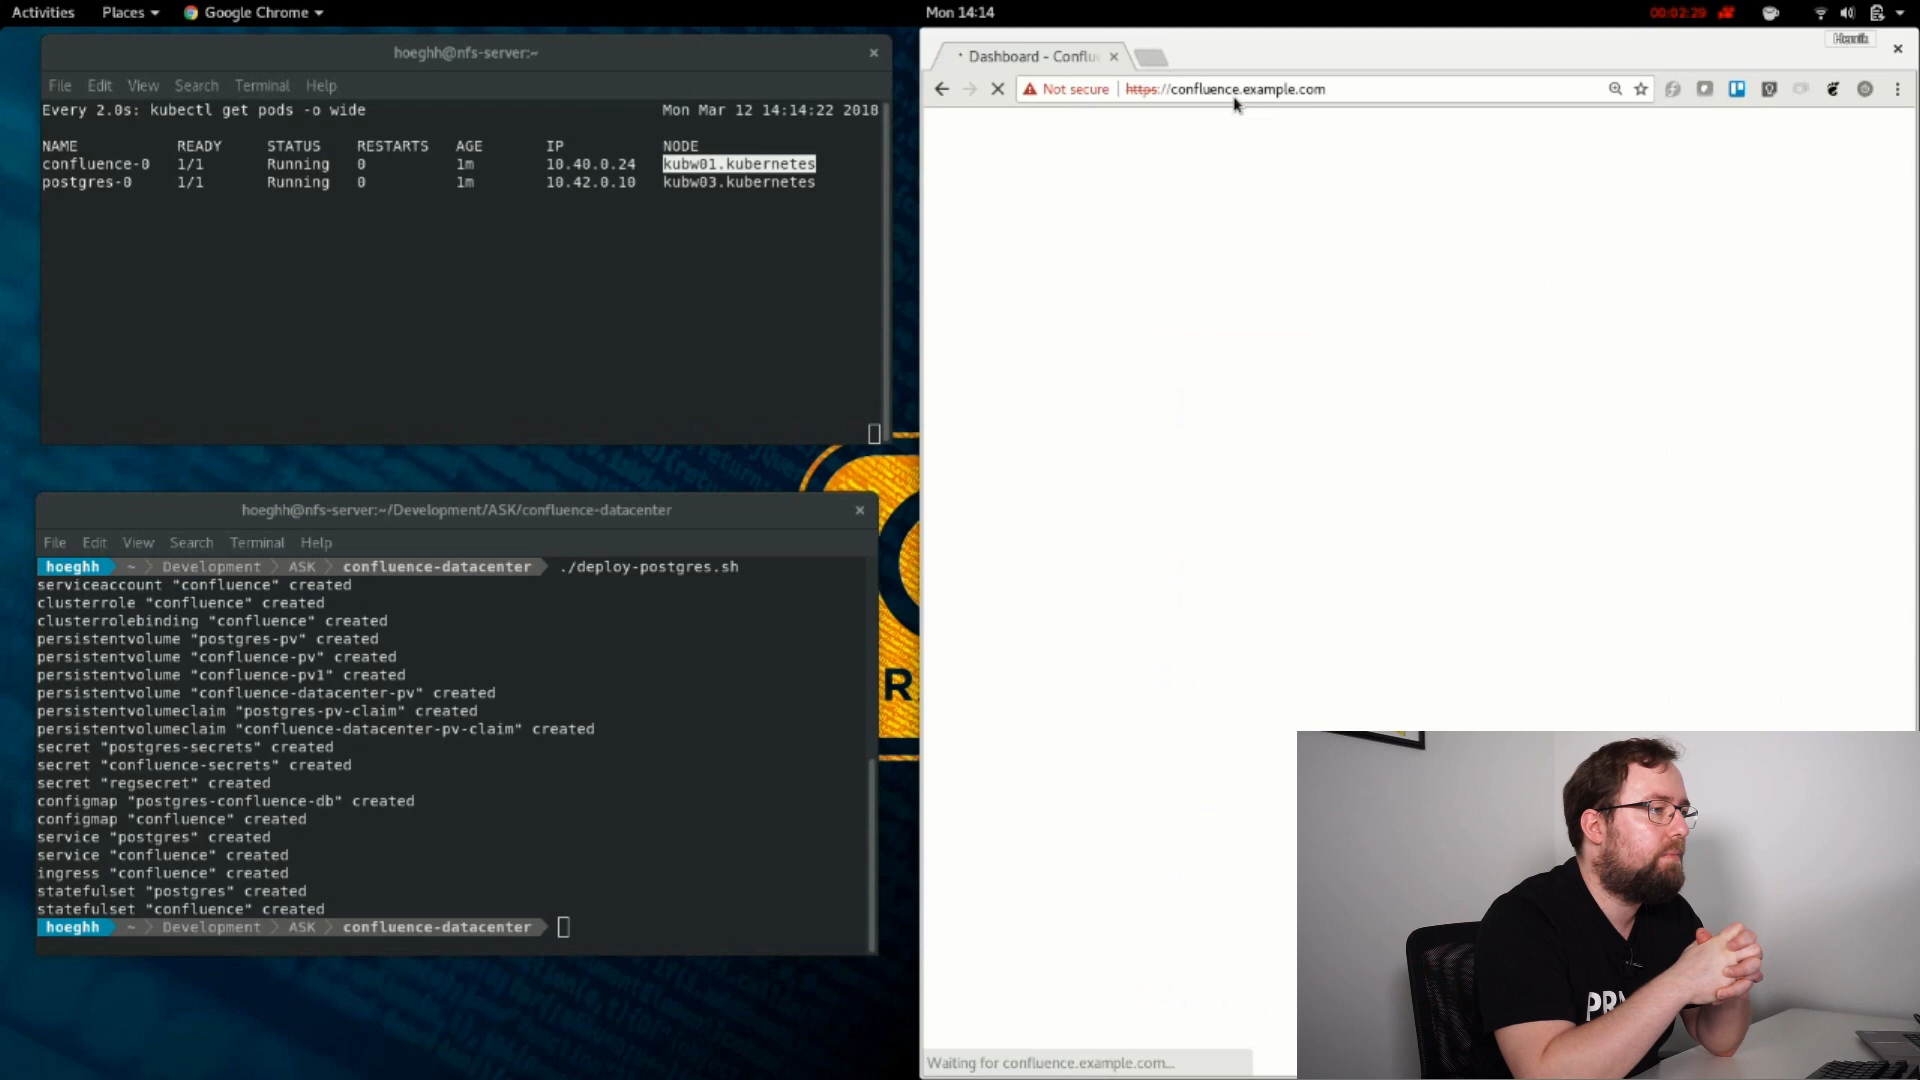 Activities Places Google Chrome Mon 14:14 00:02:29
hoeghh@nfs-server:~
File Edit View Search Terminal Help
Every 2.0s: kubectl get pods -o wide Mon Mar 12 14:14:22 2018
NAME READY STATUS RESTARTS AGE IP NODE
confluence-0 1/1 Running 0 1m 10.40.0.24 kubw01.kubernetes
postgres-0 1/1 Running 0 1m 10.42.0.10 kubw03.kubernetes
hoeghh@nfs-server:~/Development/ASK/confluence-datacenter
File Edit View Search Terminal Help
hoeghh ~ Development ASK confluence-datacenter ./deploy-postgres.sh
serviceaccount "confluence" created
clusterrole "confluence" created
clusterrolebinding "confluence" created
persistentvolume "postgres-pv" created
persistentvolume "confluence-pv" created
persistentvolume "confluence-pv1" created
persistentvolume "confluence-datacenter-pv" created
persistentvolumeclaim "postgres-pv-claim" created
persistentvolumeclaim "confluence-datacenter-pv-claim" created
secret "postgres-secrets" created
secret "confluence-secrets" created
secret "regsecret" created
configmap "postgres-confluence-db" created
configmap "confluence" created
service "postgres" created
service "confluence" created
ingress "confluence" created
statefulset "postgres" created
statefulset "confluence" created
hoeghh ~ Development ASK confluence-datacenter
Henrik
Dashboard - Conflue
Not secure https://confluence.example.com
Waiting for confluence.example.com...